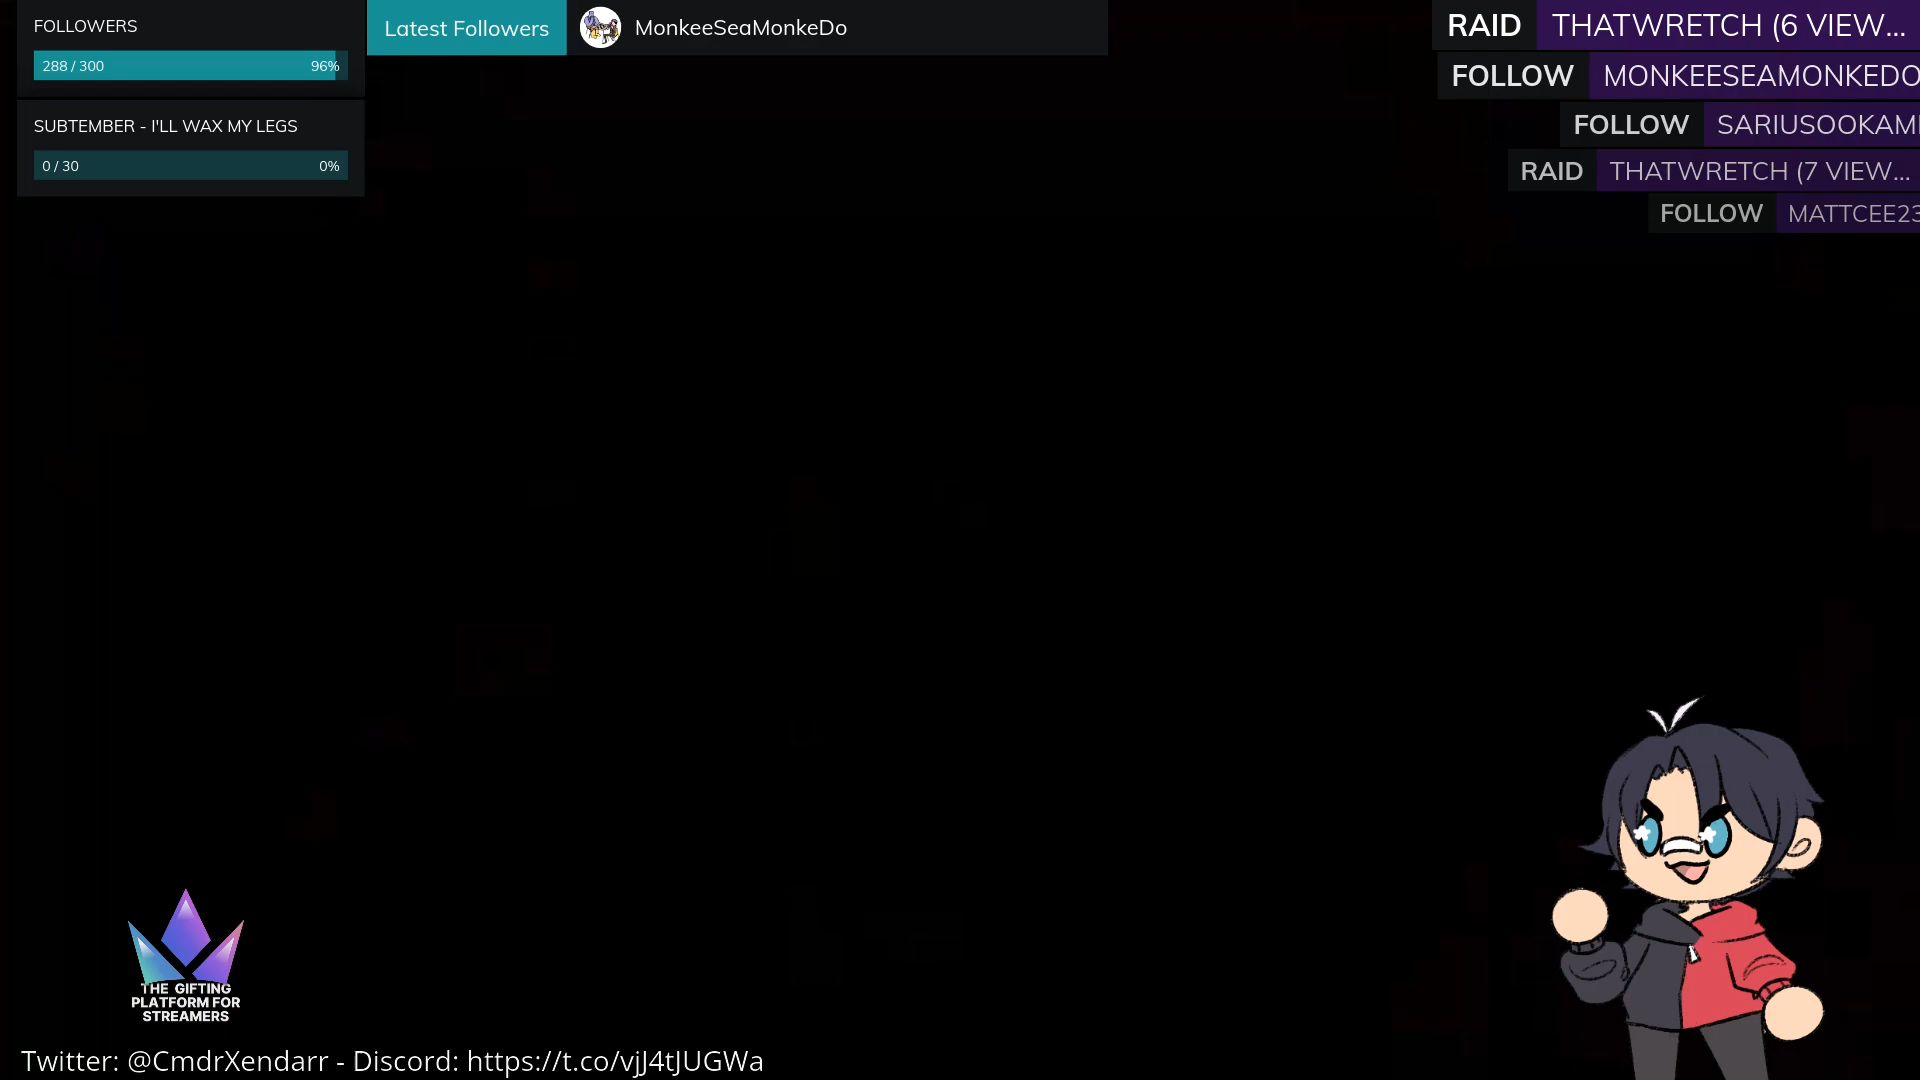 FOLLOWERS
288 / 300 96%
SUBTEMBER - I'LL WAX MY LEGS
0 / 30 0%
Latest Followers MonkeeSeaMonkeDo
RAID THATWRETCH (6 VIEW...
FOLLOW MONKEESEAMONKEDO
FOLLOW SARIUSOOKAMI
RAID THATWRETCH (7 VIEW...
FOLLOW MATTCEE23
THE GIFTING
PLATFORM FOR
STREAMERS
Twitter: @CmdrXendarr - Discord: https://t.co/vjJ4tJUGWa